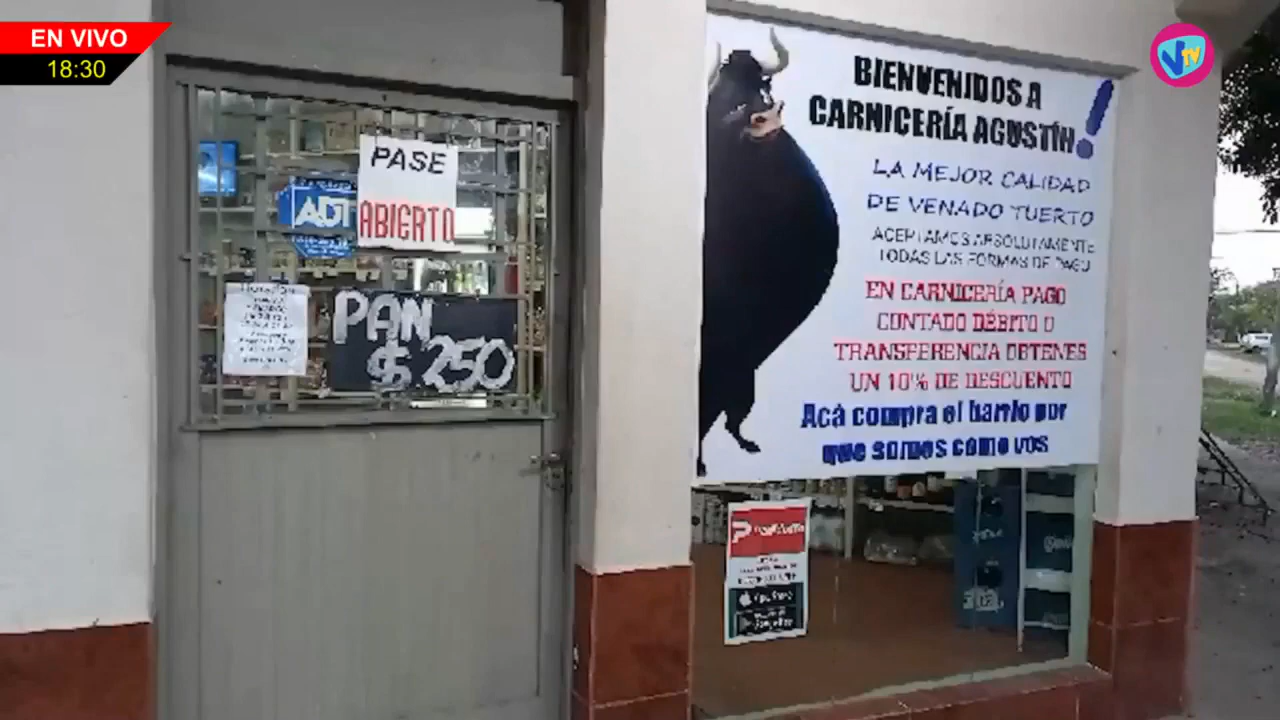 EN VIVO
18:30
VTV
PASE
ABIERTO
ADT
PAN
$250
BIENVENIDOS A
CARNICERÍA AGUSTÍN!
LA MEJOR CALIDAD
DE VENADO TUERTO
ACEPTAMOS ABSOLUTAMENTE
TODAS LAS FORMAS DE PAGO
EN CARNICERÍA PAGO
CONTADO DÉBITO O
TRANSFERENCIA OBTENES
UN 10% DE DESCUENTO
Acá compra el barrio por
que somos como vos